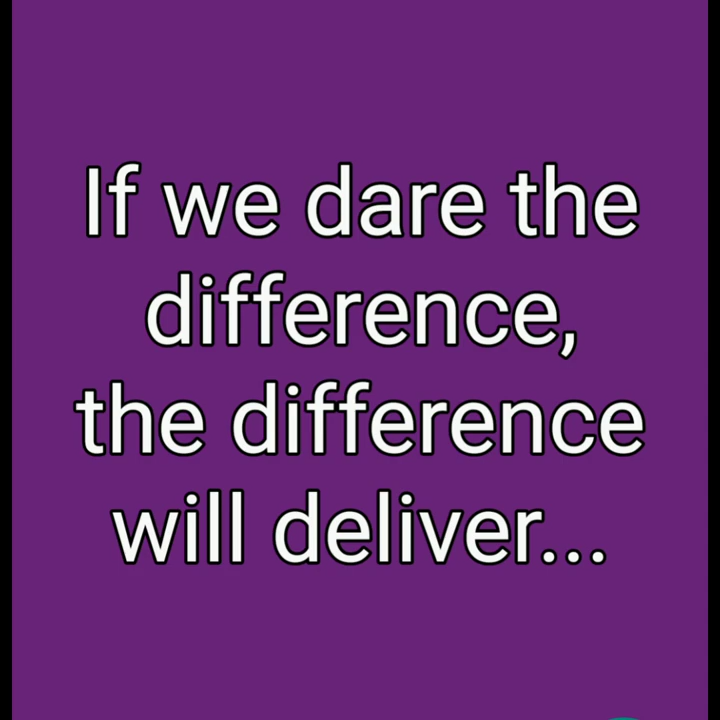 If we dare the
difference,
the difference
will deliver...